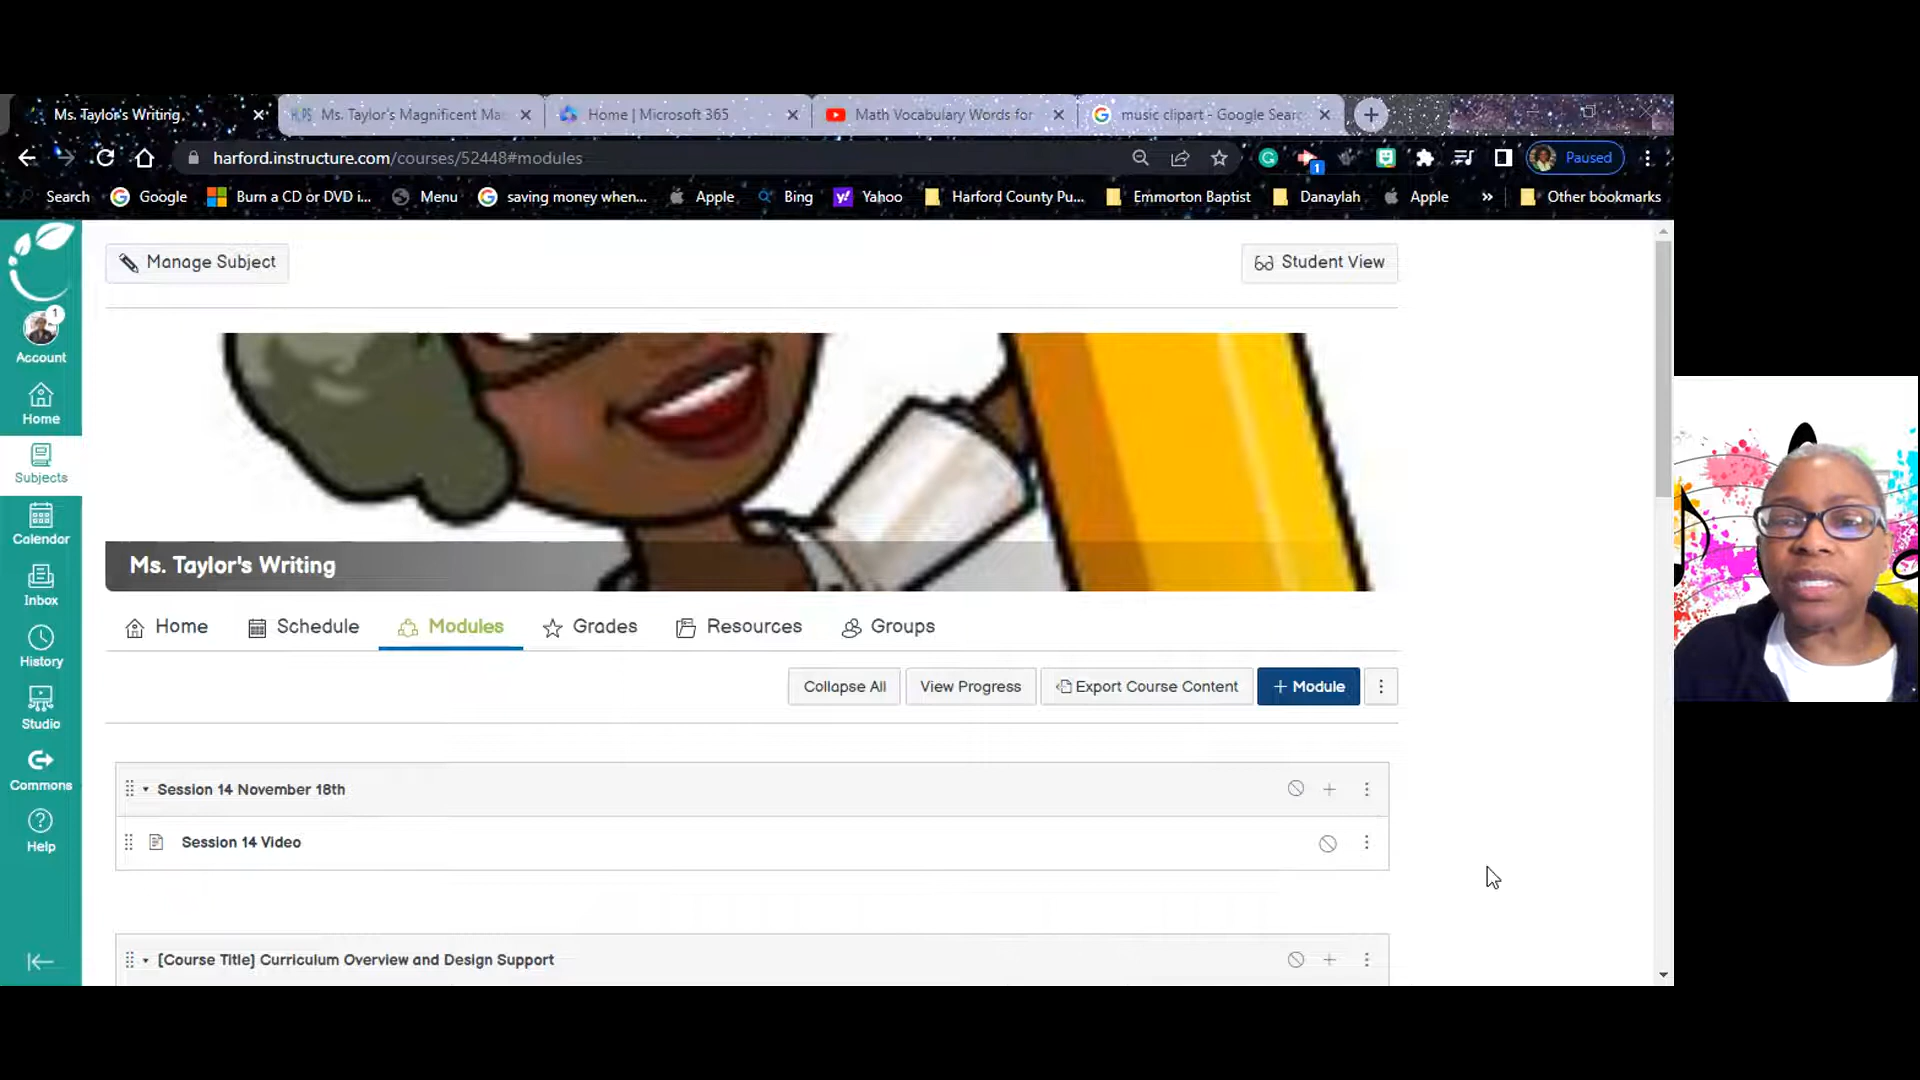 Ms. Taylor's Writing
Ms. Taylor's Magnificent Ma
Home | Microsoft 365
Math Vocabulary Words for
music clipart - Google Searc
harford.instructure.com/courses/52448#modules
1
Paused
Search
Google
Burn a CD or DVD i...
Menu
saving money when...
Apple
Bing
Yahoo
Harford County Pu...
Emmorton Baptist
Danaylah
Apple
»
Other bookmarks
Manage Subject
Student View
1
Account
Home
Subjects
Calendar
Inbox
History
Studio
Commons
Help
Ms. Taylor's Writing
Home
Schedule
Modules
Grades
Resources
Groups
Collapse All
View Progress
Export Course Content
+ Module
Session 14 November 18th
Session 14 Video
[Course Title] Curriculum Overview and Design Support